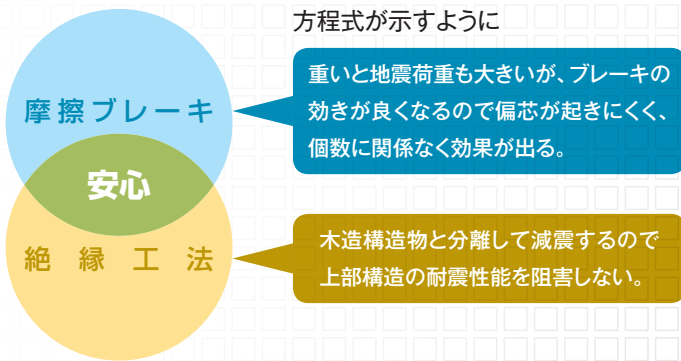 方程式が示すように
摩擦ブレーキ
重いと地震荷重も大きいが、ブレーキの
効きが良くなるので偏芯が起きにくく、
個数に関係なく効果が出る。
安心
絶縁工法
木造構造物と分離して減震するので
上部構造の耐震性能を阻害しない。